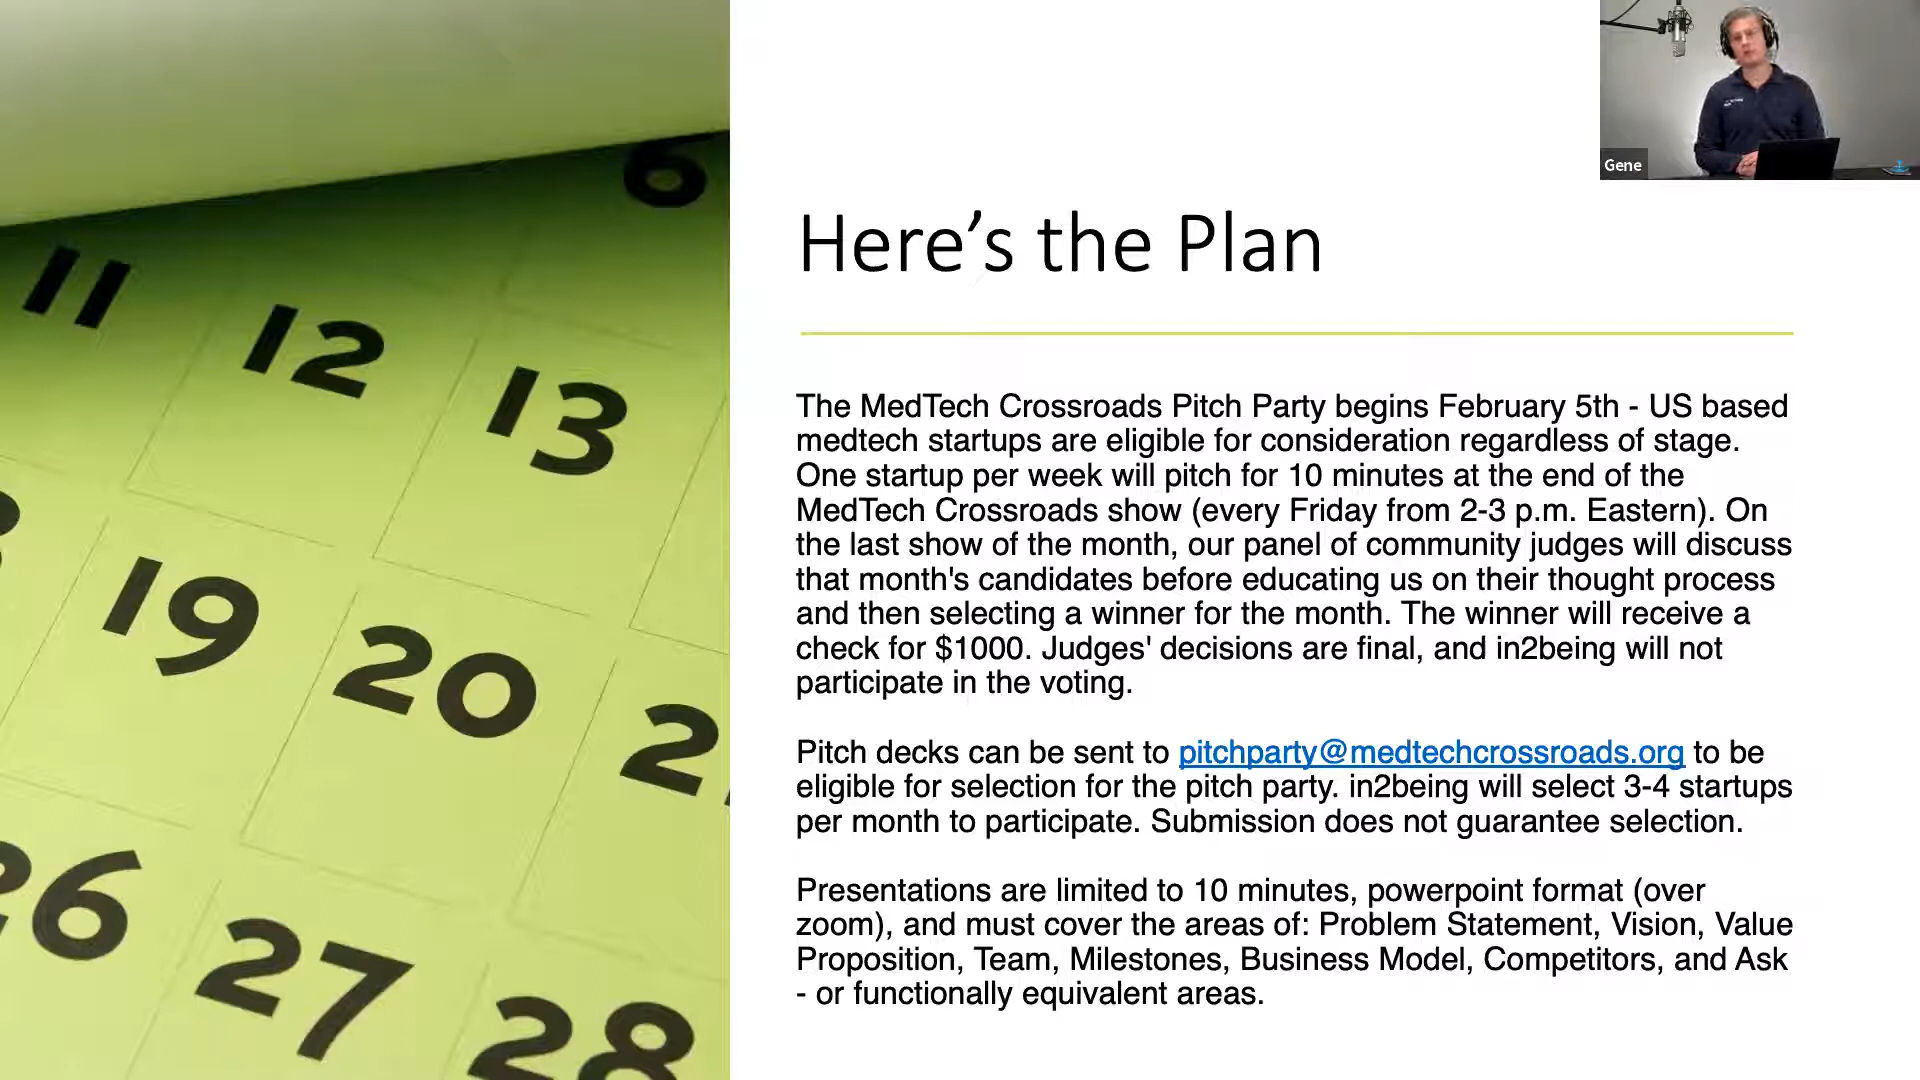 Gene
Here’s the Plan
The MedTech Crossroads Pitch Party begins February 5th - US based
medtech startups are eligible for consideration regardless of stage.
One startup per week will pitch for 10 minutes at the end of the
MedTech Crossroads show (every Friday from 2-3 p.m. Eastern). On
the last show of the month, our panel of community judges will discuss
that month's candidates before educating us on their thought process
and then selecting a winner for the month. The winner will receive a
check for $1000. Judges' decisions are final, and in2being will not
participate in the voting.
Pitch decks can be sent to pitchparty@medtechcrossroads.org to be
eligible for selection for the pitch party. in2being will select 3-4 startups
per month to participate. Submission does not guarantee selection.
Presentations are limited to 10 minutes, powerpoint format (over
zoom), and must cover the areas of: Problem Statement, Vision, Value
Proposition, Team, Milestones, Business Model, Competitors, and Ask
- or functionally equivalent areas.
6
11 12 13
19 20
26 27 28